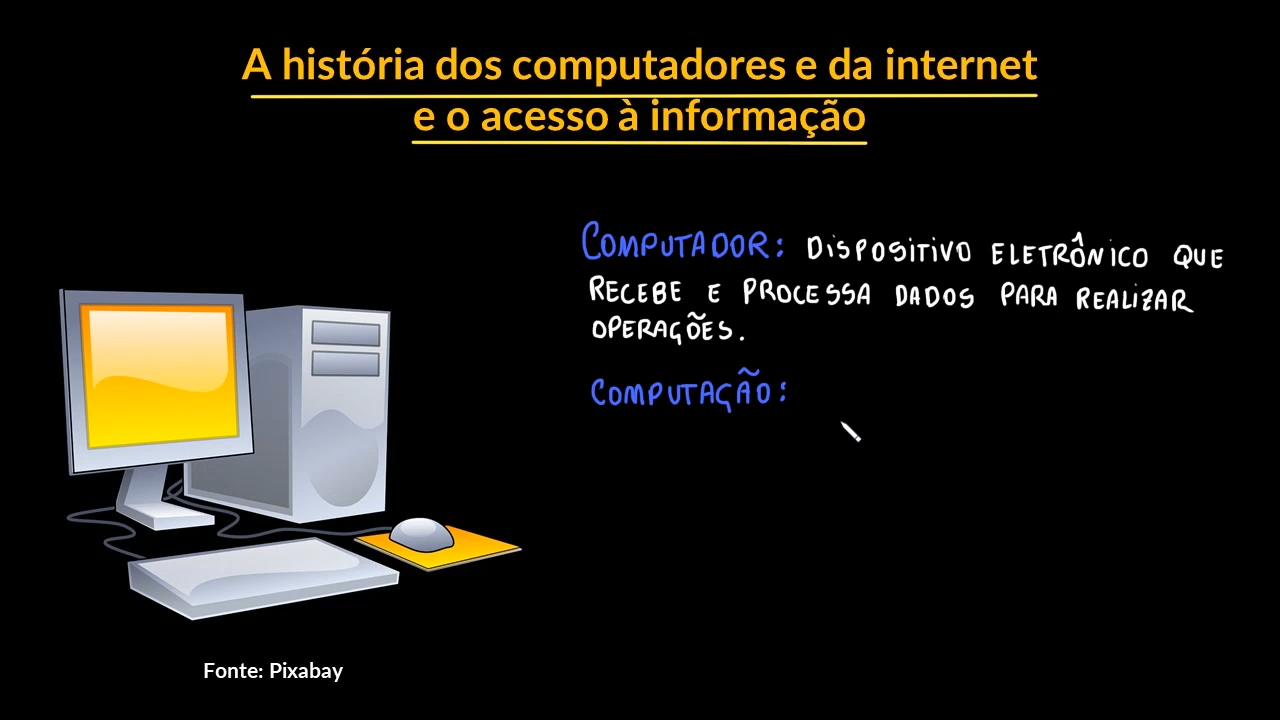 A história dos computadores e da internet
e o acesso à informação
COMPUTADOR: DISPOSITIVO ELETRÔNICO QUE
RECEBE E PROCESSA DADOS PARA REALIZAR
OPERAÇÕES.
COMPUTAÇÃO:
Fonte: Pixabay